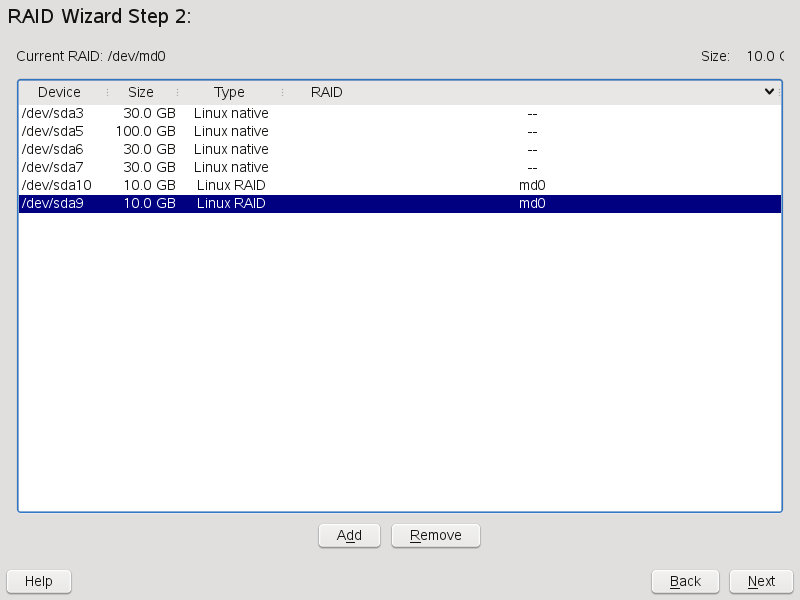 RAID Wizard Step 2:
Current RAID: /dev/md0 Size: 10.0 G
Device Size Type RAID
/dev/sda3 30.0 GB Linux native --
/dev/sda5 100.0 GB Linux native --
/dev/sda6 30.0 GB Linux native --
/dev/sda7 30.0 GB Linux native --
/dev/sda10 10.0 GB Linux RAID md0
/dev/sda9 10.0 GB Linux RAID md0
Add Remove
Help Back Next